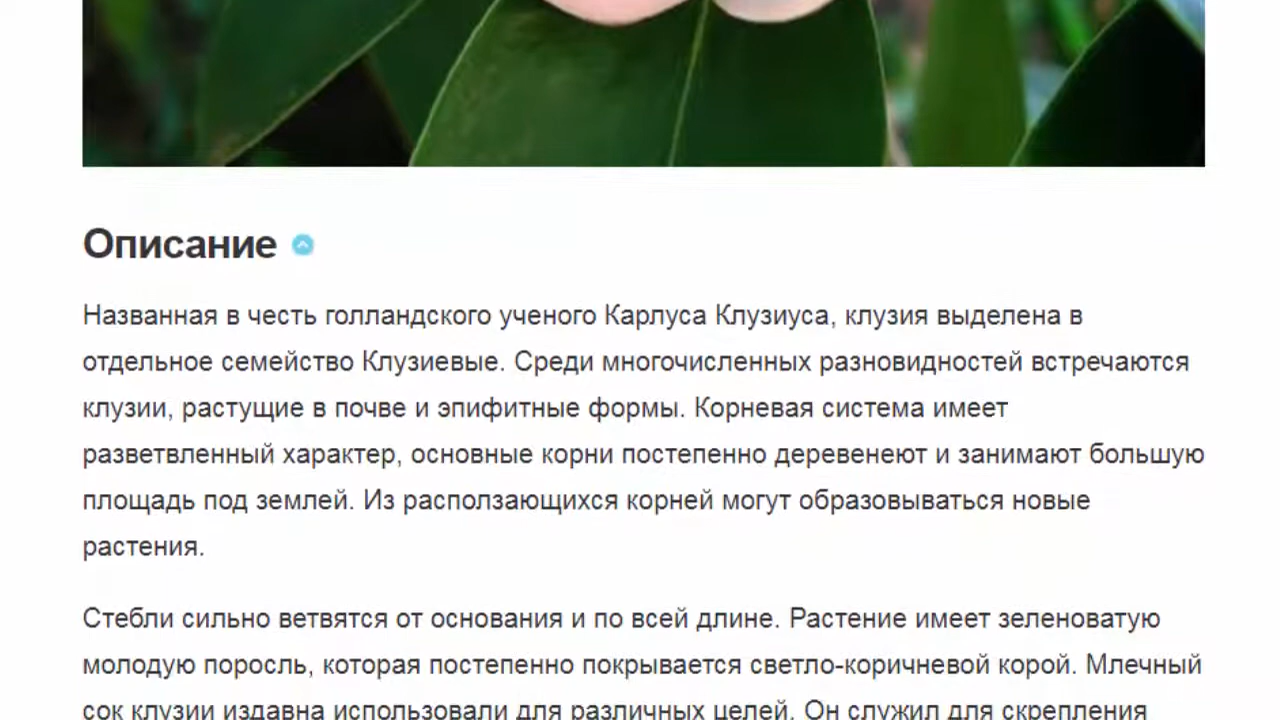 Описание
Названная в честь голландского ученого Карлуса Клузиуса, клузия выделена в
отдельное семейство Клузиевые. Среди многочисленных разновидностей встречаются
клузии, растущие в почве и эпифитные формы. Корневая система имеет
разветвленный характер, основные корни постепенно деревенеют и занимают большую
площадь под землей. Из расползающихся корней могут образовываться новые
растения.
Стебли сильно ветвятся от основания и по всей длине. Растение имеет зеленоватую
молодую поросль, которая постепенно покрывается светло-коричневой корой. Млечный
сок клузии издавна использовали для различных целей. Он служил для скрепления